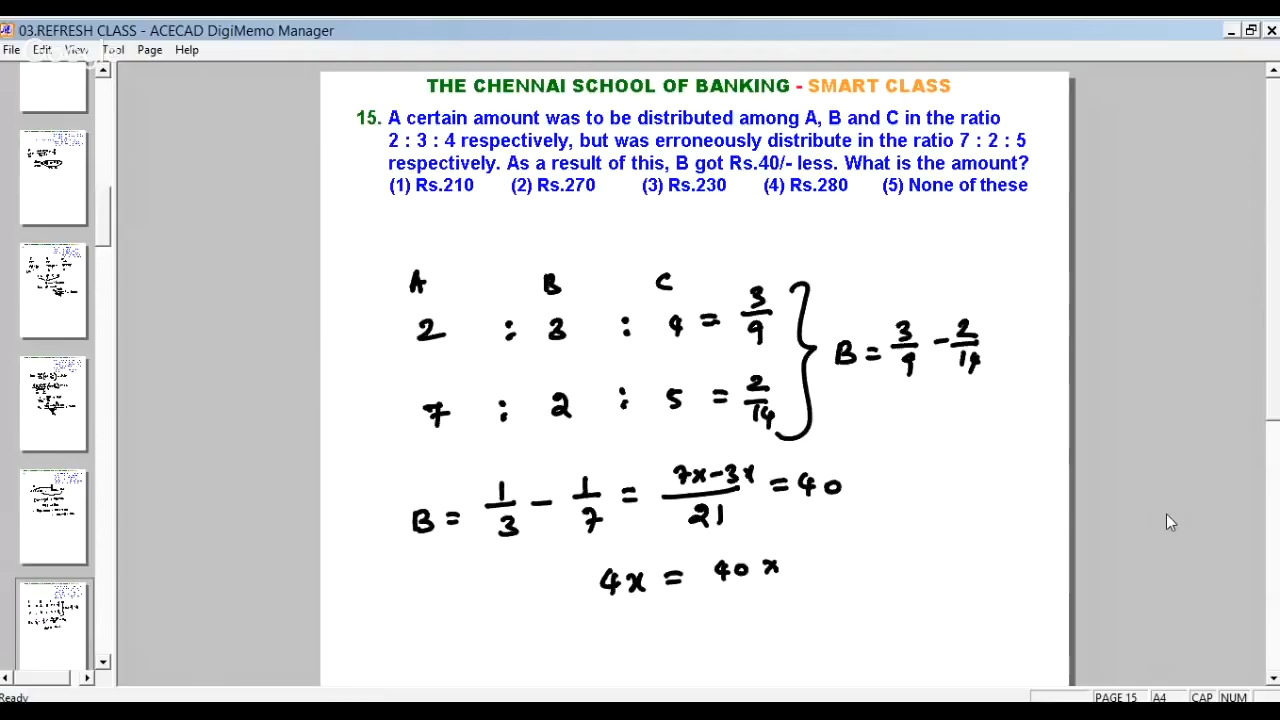 03.REFRESH CLASS - ACECAD DigiMemo Manager
File Edit View Tool Page Help
THE CHENNAI SCHOOL OF BANKING - SMART CLASS
15. A certain amount was to be distributed among A, B and C in the ratio
2 : 3 : 4 respectively, but was erroneously distribute in the ratio 7 : 2 : 5
respectively. As a result of this, B got Rs.40/- less. What is the amount?
(1) Rs.210 (2) Rs.270 (3) Rs.230 (4) Rs.280 (5) None of these
A B C
2 : 3 : 4 = 3/9
B = 3/9 - 2/14
7 : 2 : 5 = 2/14
B = 1/3 - 1/7 = 7x-3x/21 = 40
4x = 40 x
Ready PAGE 15 A4 CAP NUM